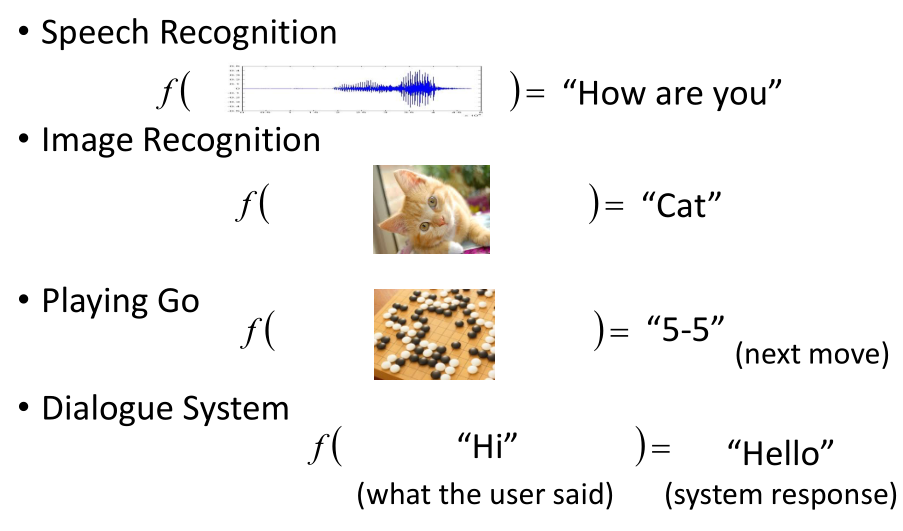 • Speech Recognition
f( ) = “How are you”
• Image Recognition
f( ) = “Cat”
• Playing Go
f( ) = “5-5”
(next move)
• Dialogue System
f( “Hi” ) = “Hello”
(what the user said) (system response)